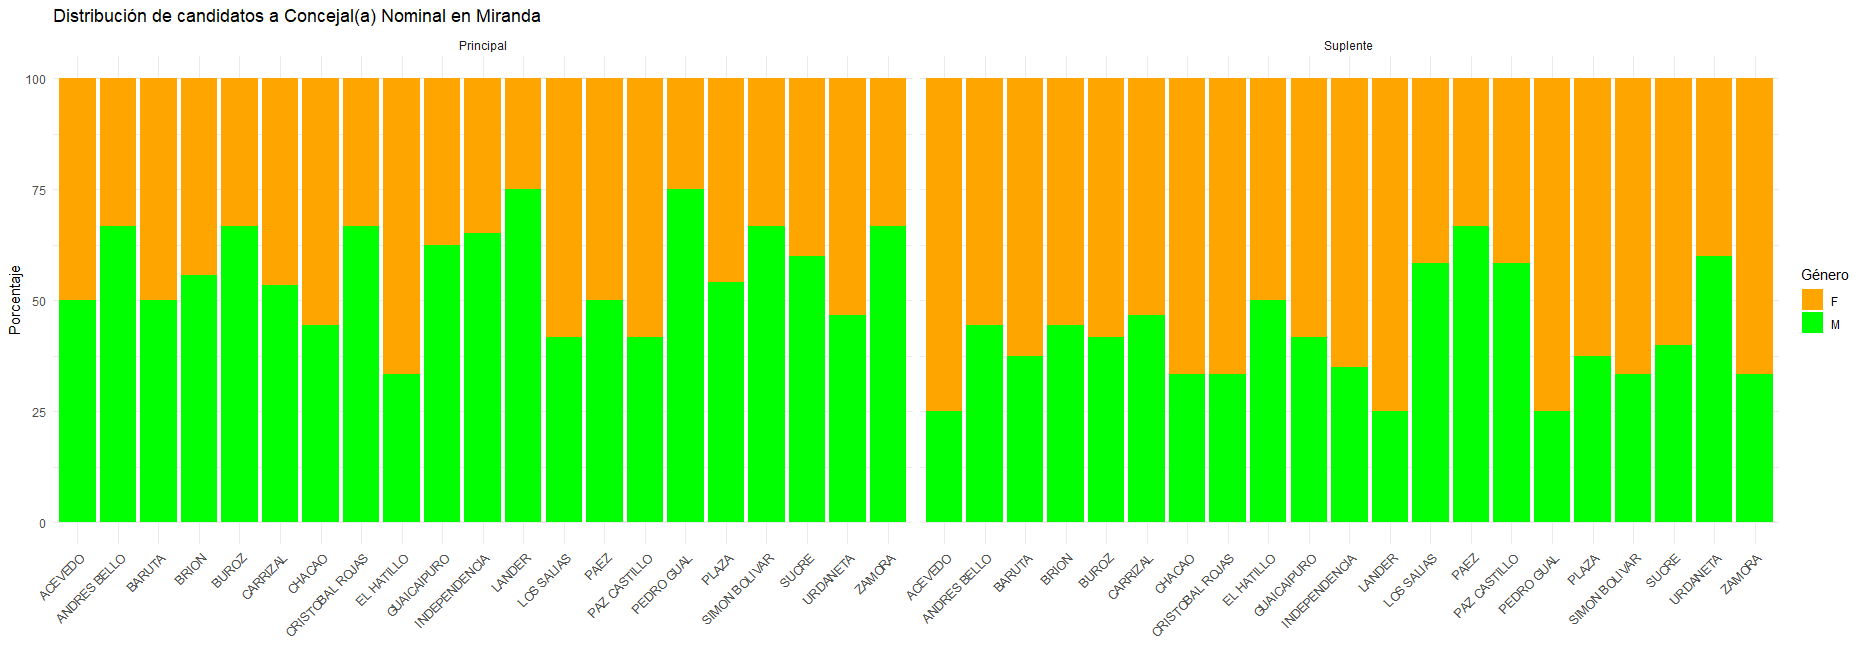 Distribución de candidatos a Concejal(a) Nominal en Miranda
Principal
Suplente
Porcentaje
100
75
50
25
0
ACEVEDO
ANDRES BELLO
BARUTA
BRION
BUROZ
CARRIZAL
CHACAO
CRISTOBAL ROJAS
EL HATILLO
GUAICAIPURO
INDEPENDENCIA
LANDER
LOS SALIAS
PAEZ
PAZ CASTILLO
PEDRO GUAL
PLAZA
SIMON BOLIVAR
SUCRE
URDANETA
ZAMORA
ACEVEDO
ANDRES BELLO
BARUTA
BRION
BUROZ
CARRIZAL
CHACAO
CRISTOBAL ROJAS
EL HATILLO
GUAICAIPURO
INDEPENDENCIA
LANDER
LOS SALIAS
PAEZ
PAZ CASTILLO
PEDRO GUAL
PLAZA
SIMON BOLIVAR
SUCRE
URDANETA
ZAMORA
Género
F
M